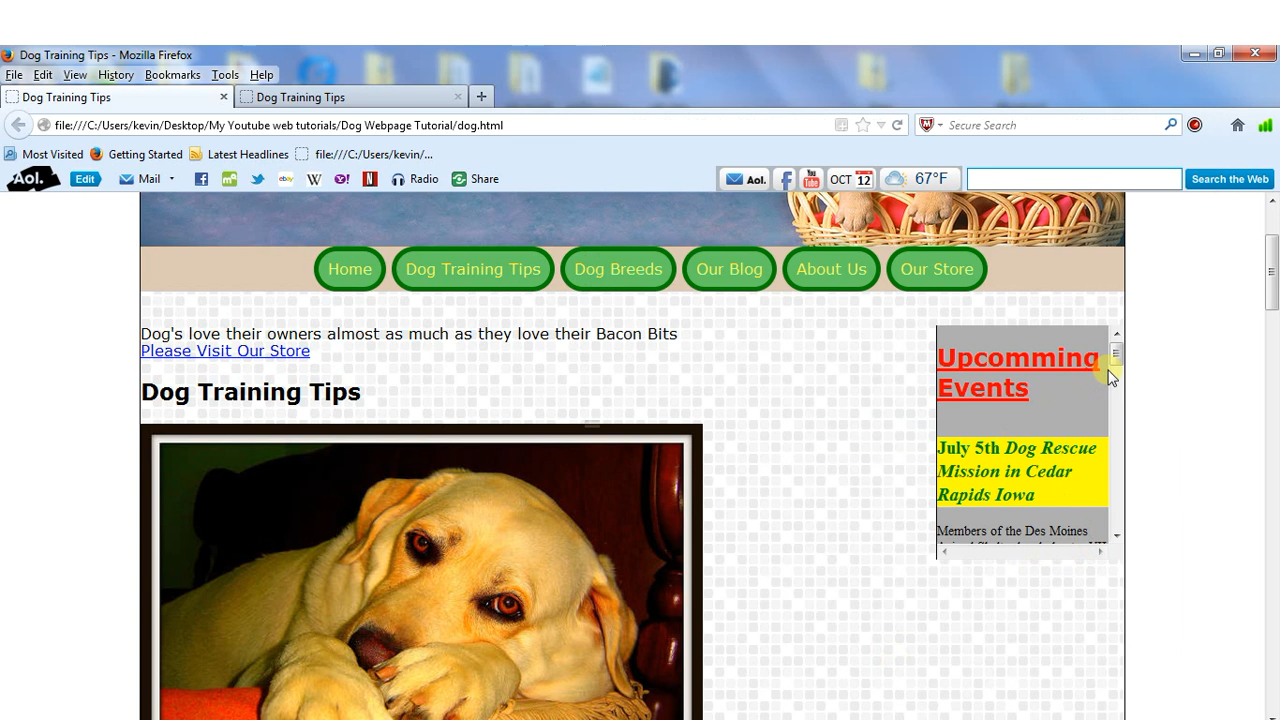 Dog Training Tips - Mozilla Firefox
File Edit View History Bookmarks Tools Help
Dog Training Tips Dog Training Tips
file:///C:/Users/kevin/Desktop/My Youtube web tutorials/Dog Webpage Tutorial/dog.html Secure Search
Most Visited Getting Started Latest Headlines file:///C:/Users/kevin/...
Aol. Edit Mail ebay W Y! N Radio Share Aol. You Tube OCT 12 67°F Search the Web
Home Dog Training Tips Dog Breeds Our Blog About Us Our Store
Dog's love their owners almost as much as they love their Bacon Bits
Please Visit Our Store
Dog Training Tips
Upcomming
Events
July 5th Dog Rescue
Mission in Cedar
Rapids Iowa
Members of the Des Moines